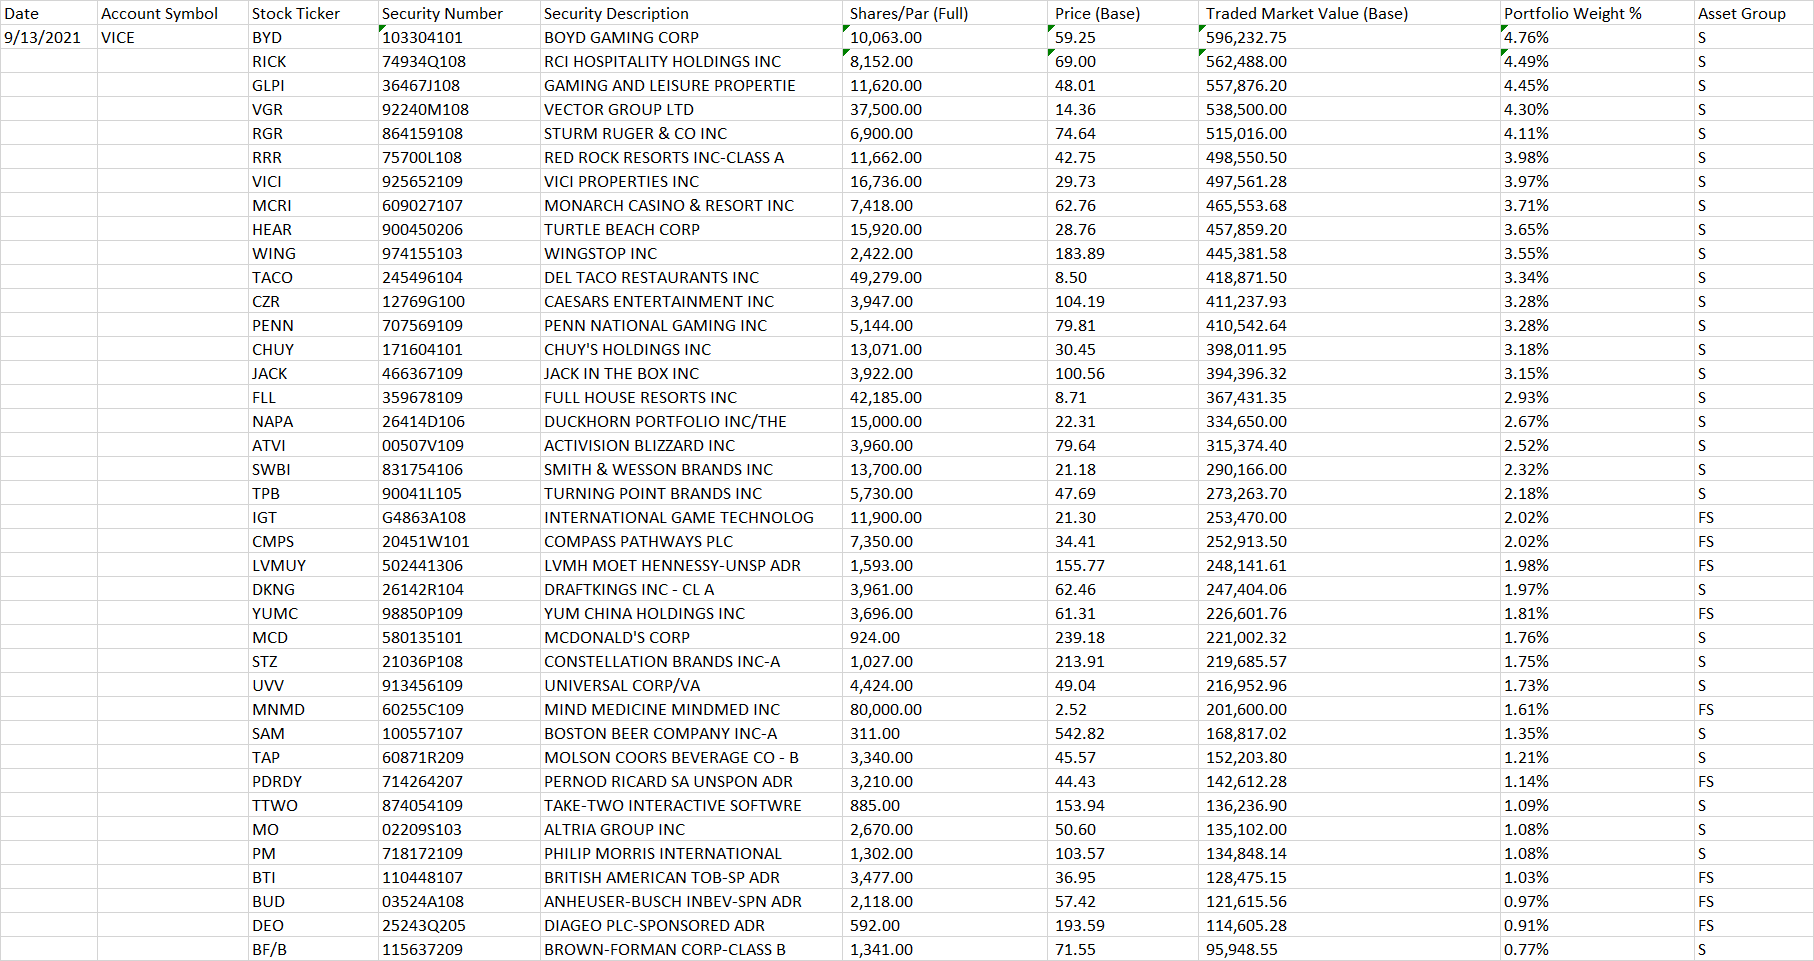 Date Account Symbol Stock Ticker Security Number Security Description Shares/Par (Full) Price (Base) Traded Market Value (Base) Portfolio Weight % Asset Group
9/13/2021 VICE BYD 103304101 BOYD GAMING CORP 10,063.00 59.25 596,232.75 4.76% S
RICK 74934Q108 RCI HOSPITALITY HOLDINGS INC 8,152.00 69.00 562,488.00 4.49% S
GLPI 36467J108 GAMING AND LEISURE PROPERTIE 11,620.00 48.01 557,876.20 4.45% S
VGR 92240M108 VECTOR GROUP LTD 37,500.00 14.36 538,500.00 4.30% S
RGR 864159108 STURM RUGER & CO INC 6,900.00 74.64 515,016.00 4.11% S
RRR 75700L108 RED ROCK RESORTS INC-CLASS A 11,662.00 42.75 498,550.50 3.98% S
VICI 925652109 VICI PROPERTIES INC 16,736.00 29.73 497,561.28 3.97% S
MCRI 609027107 MONARCH CASINO & RESORT INC 7,418.00 62.76 465,553.68 3.71% S
HEAR 900450206 TURTLE BEACH CORP 15,920.00 28.76 457,859.20 3.65% S
WING 974155103 WINGSTOP INC 2,422.00 183.89 445,381.58 3.55% S
TACO 245496104 DEL TACO RESTAURANTS INC 49,279.00 8.50 418,871.50 3.34% S
CZR 12769G100 CAESARS ENTERTAINMENT INC 3,947.00 104.19 411,237.93 3.28% S
PENN 707569109 PENN NATIONAL GAMING INC 5,144.00 79.81 410,542.64 3.28% S
CHUY 171604101 CHUY'S HOLDINGS INC 13,071.00 30.45 398,011.95 3.18% S
JACK 466367109 JACK IN THE BOX INC 3,922.00 100.56 394,396.32 3.15% S
FLL 359678109 FULL HOUSE RESORTS INC 42,185.00 8.71 367,431.35 2.93% S
NAPA 26414D106 DUCKHORN PORTFOLIO INC/THE 15,000.00 22.31 334,650.00 2.67% S
ATVI 00507V109 ACTIVISION BLIZZARD INC 3,960.00 79.64 315,374.40 2.52% S
SWBI 831754106 SMITH & WESSON BRANDS INC 13,700.00 21.18 290,166.00 2.32% S
TPB 90041L105 TURNING POINT BRANDS INC 5,730.00 47.69 273,263.70 2.18% S
IGT G4863A108 INTERNATIONAL GAME TECHNOLOG 11,900.00 21.30 253,470.00 2.02% FS
CMPS 20451W101 COMPASS PATHWAYS PLC 7,350.00 34.41 252,913.50 2.02% FS
LVMUY 502441306 LVMH MOET HENNESSY-UNSP ADR 1,593.00 155.77 248,141.61 1.98% FS
DKNG 26142R104 DRAFTKINGS INC - CL A 3,961.00 62.46 247,404.06 1.97% S
YUMC 98850P109 YUM CHINA HOLDINGS INC 3,696.00 61.31 226,601.76 1.81% FS
MCD 580135101 MCDONALD'S CORP 924.00 239.18 221,002.32 1.76% S
STZ 21036P108 CONSTELLATION BRANDS INC-A 1,027.00 213.91 219,685.57 1.75% S
UVV 913456109 UNIVERSAL CORP/VA 4,424.00 49.04 216,952.96 1.73% S
MNMD 60255C109 MIND MEDICINE MINDMED INC 80,000.00 2.52 201,600.00 1.61% FS
SAM 100557107 BOSTON BEER COMPANY INC-A 311.00 542.82 168,817.02 1.35% S
TAP 60871R209 MOLSON COORS BEVERAGE CO - B 3,340.00 45.57 152,203.80 1.21% S
PDRDY 714264207 PERNOD RICARD SA UNSPON ADR 3,210.00 44.43 142,612.28 1.14% FS
TTWO 874054109 TAKE-TWO INTERACTIVE SOFTWRE 885.00 153.94 136,236.90 1.09% S
MO 02209S103 ALTRIA GROUP INC 2,670.00 50.60 135,102.00 1.08% S
PM 718172109 PHILIP MORRIS INTERNATIONAL 1,302.00 103.57 134,848.14 1.08% S
BTI 110448107 BRITISH AMERICAN TOB-SP ADR 3,477.00 36.95 128,475.15 1.03% FS
BUD 03524A108 ANHEUSER-BUSCH INBEV-SPN ADR 2,118.00 57.42 121,615.56 0.97% FS
DEO 25243Q205 DIAGEO PLC-SPONSORED ADR 592.00 193.59 114,605.28 0.91% FS
BF/B 115637209 BROWN-FORMAN CORP-CLASS B 1,341.00 71.55 95,948.55 0.77% S